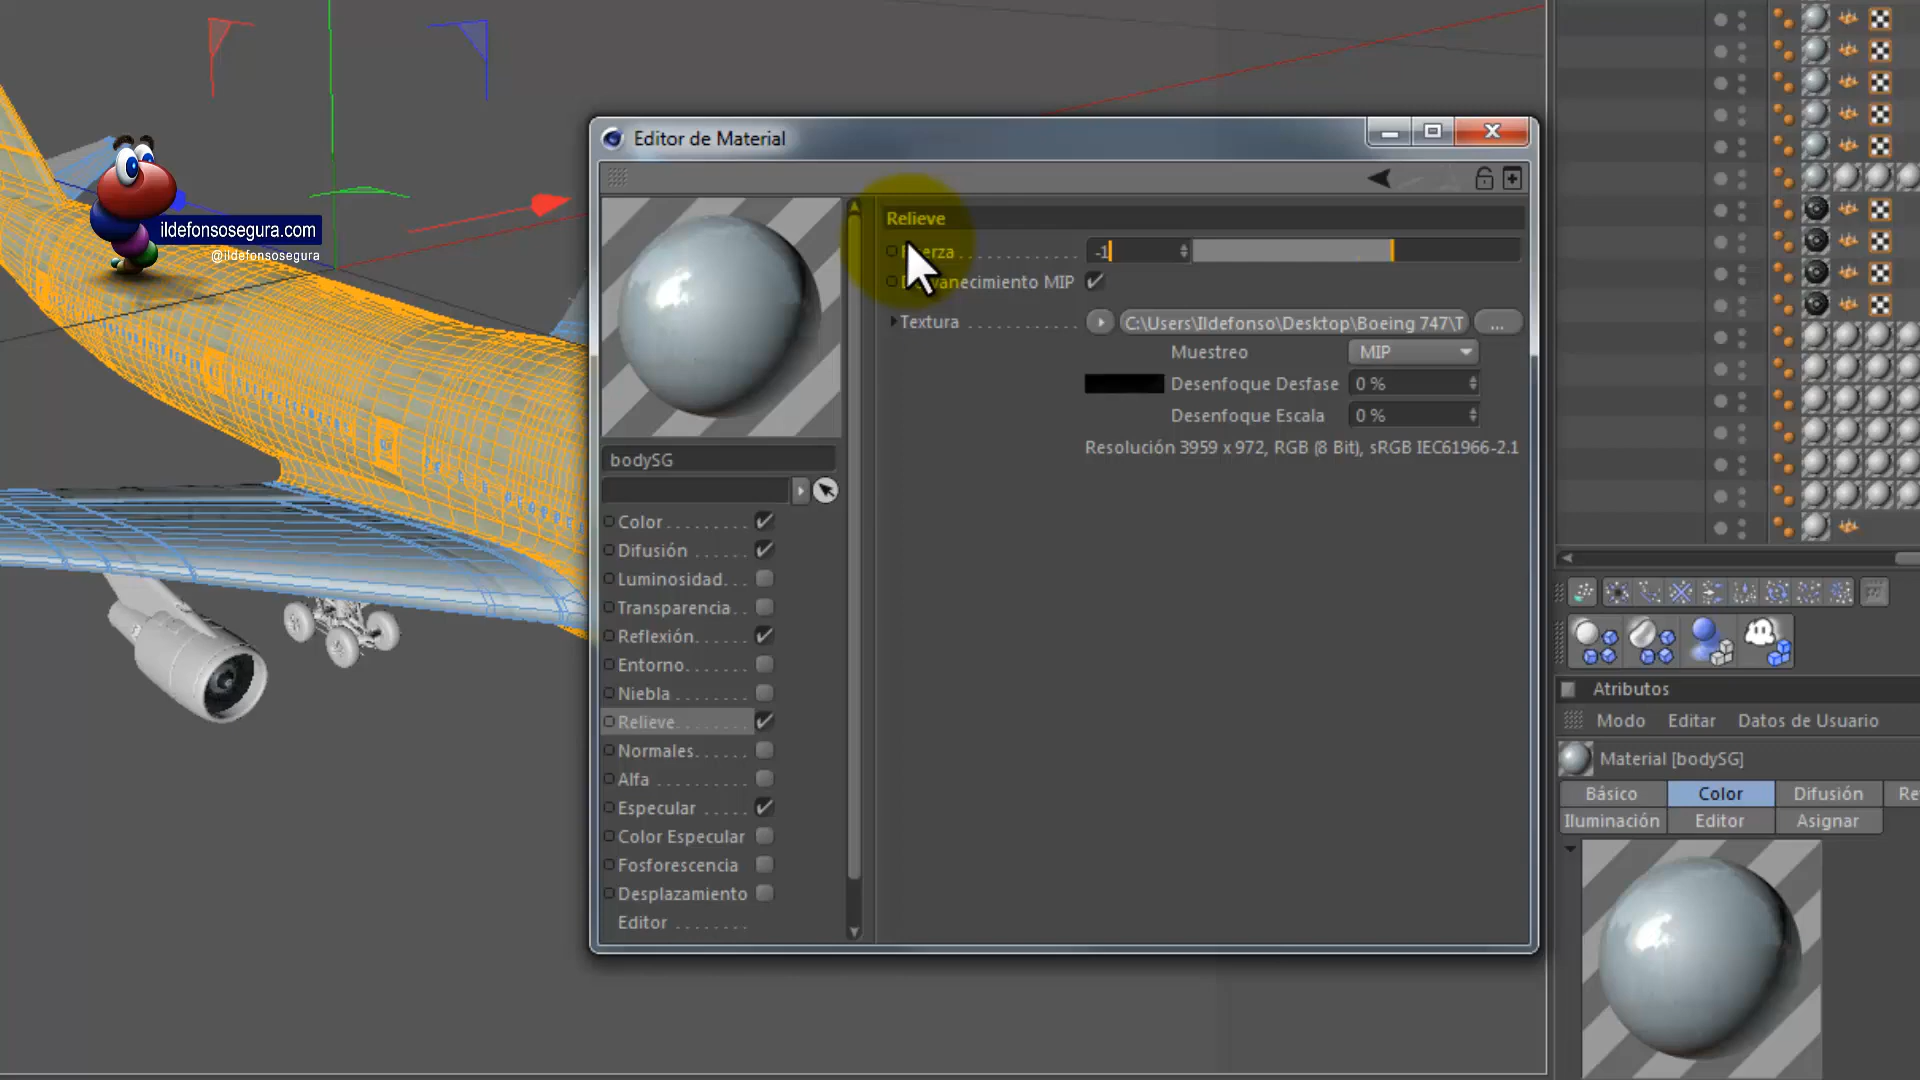 ildefonsosegura.com
@ildefonsosegura
Editor de Material
Relieve
-1
Desvanecimiento MIP
Textura
C:\Users\Ildefonso\Desktop\Boeing 747\T
...
Muestreo
MIP
Desenfoque Desfase
0 %
Desenfoque Escala
0 %
Resolución 3959 x 972, RGB (8 Bit), sRGB IEC61966-2.1
bodySG
Color
Difusión
Luminosidad
Transparencia
Reflexión
Entorno
Niebla
Relieve
Normales
Alfa
Especular
Color Especular
Fosforescencia
Desplazamiento
Editor
Atributos
Modo Editar Datos de Usuario
Material [bodySG]
Básico Color Difusión Re
Iluminación Editor Asignar